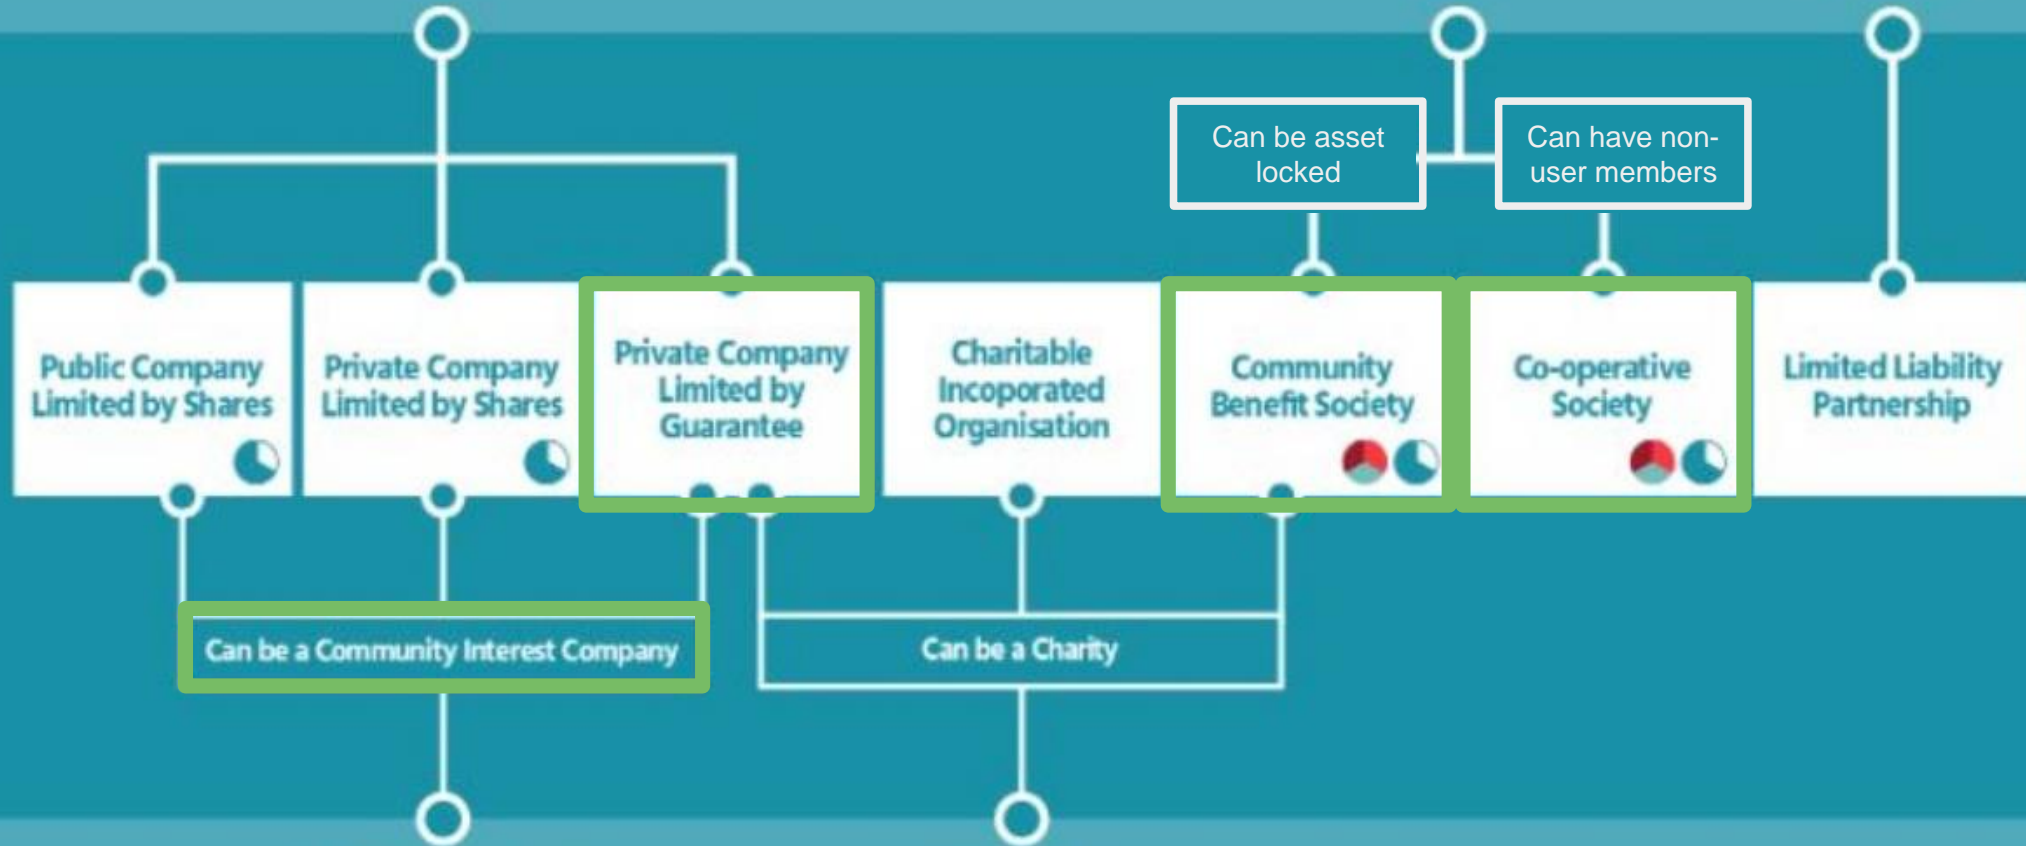 Can be asset
locked
Can have non-
user members
Public Company
Limited by Shares
Private Company
Limited by Shares
Private Company
Limited by
Guarantee
Charitable
Incoporated
Organisation
Community
Benefit Society
Co-operative
Society
Limited Liability
Partnership
Can be a Community Interest Company
Can be a Charity